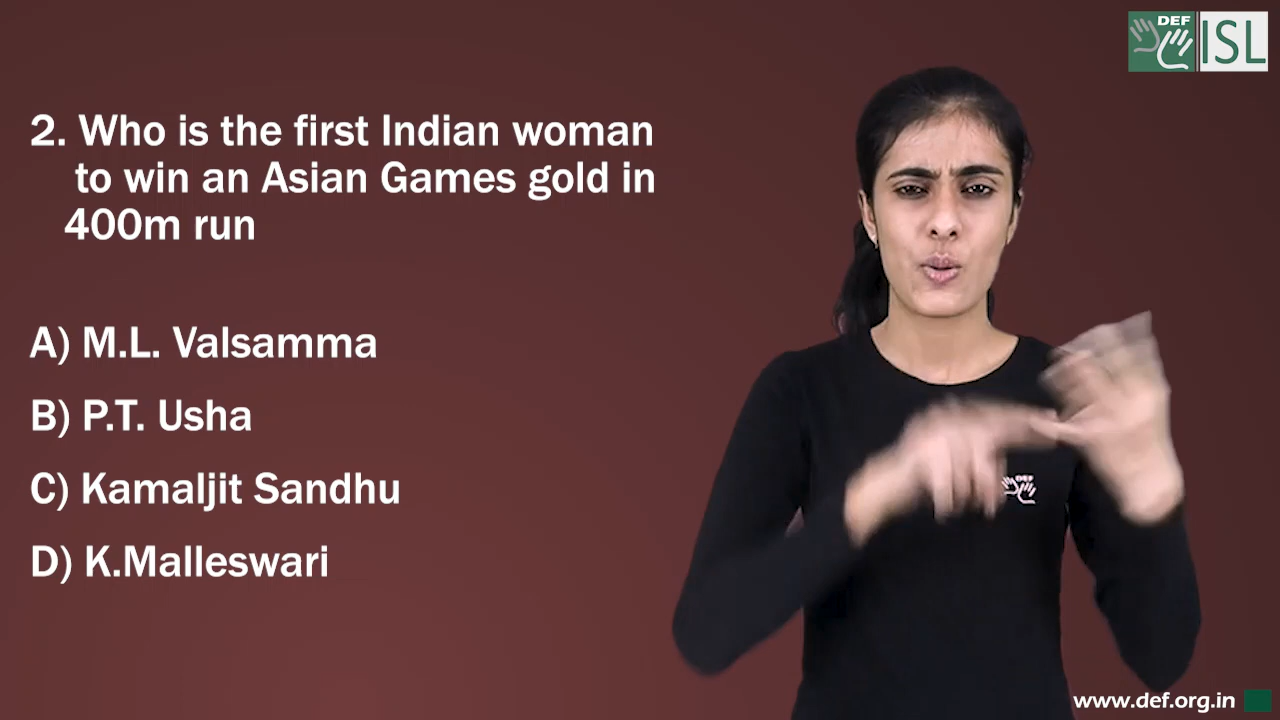 DEF
ISL
2. Who is the first Indian woman
to win an Asian Games gold in
400m run
A) M.L. Valsamma
B) P.T. Usha
C) Kamaljit Sandhu
D) K.Malleswari
DEF
www.def.org.in